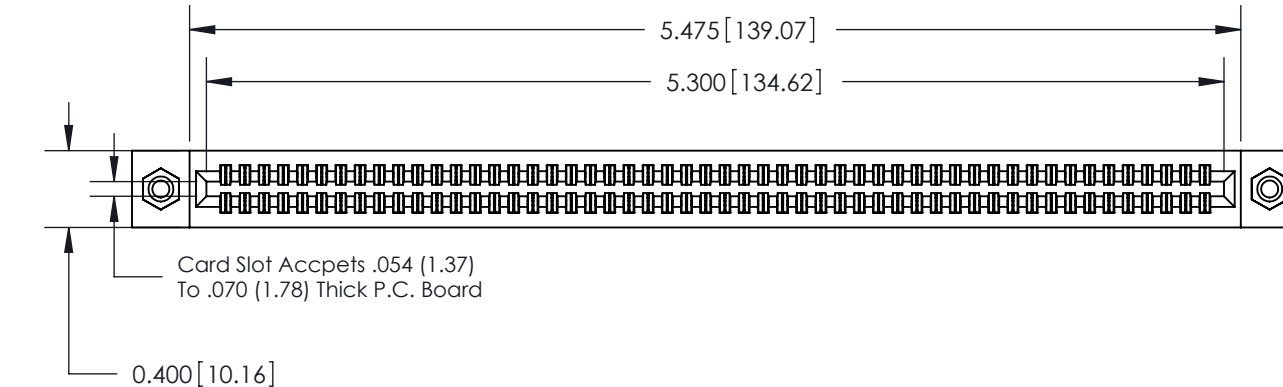 5.475 [139.07]
5.300 [134.62]
Card Slot Accpets .054 (1.37)
To .070 (1.78) Thick P.C. Board
0.400 [10.16]